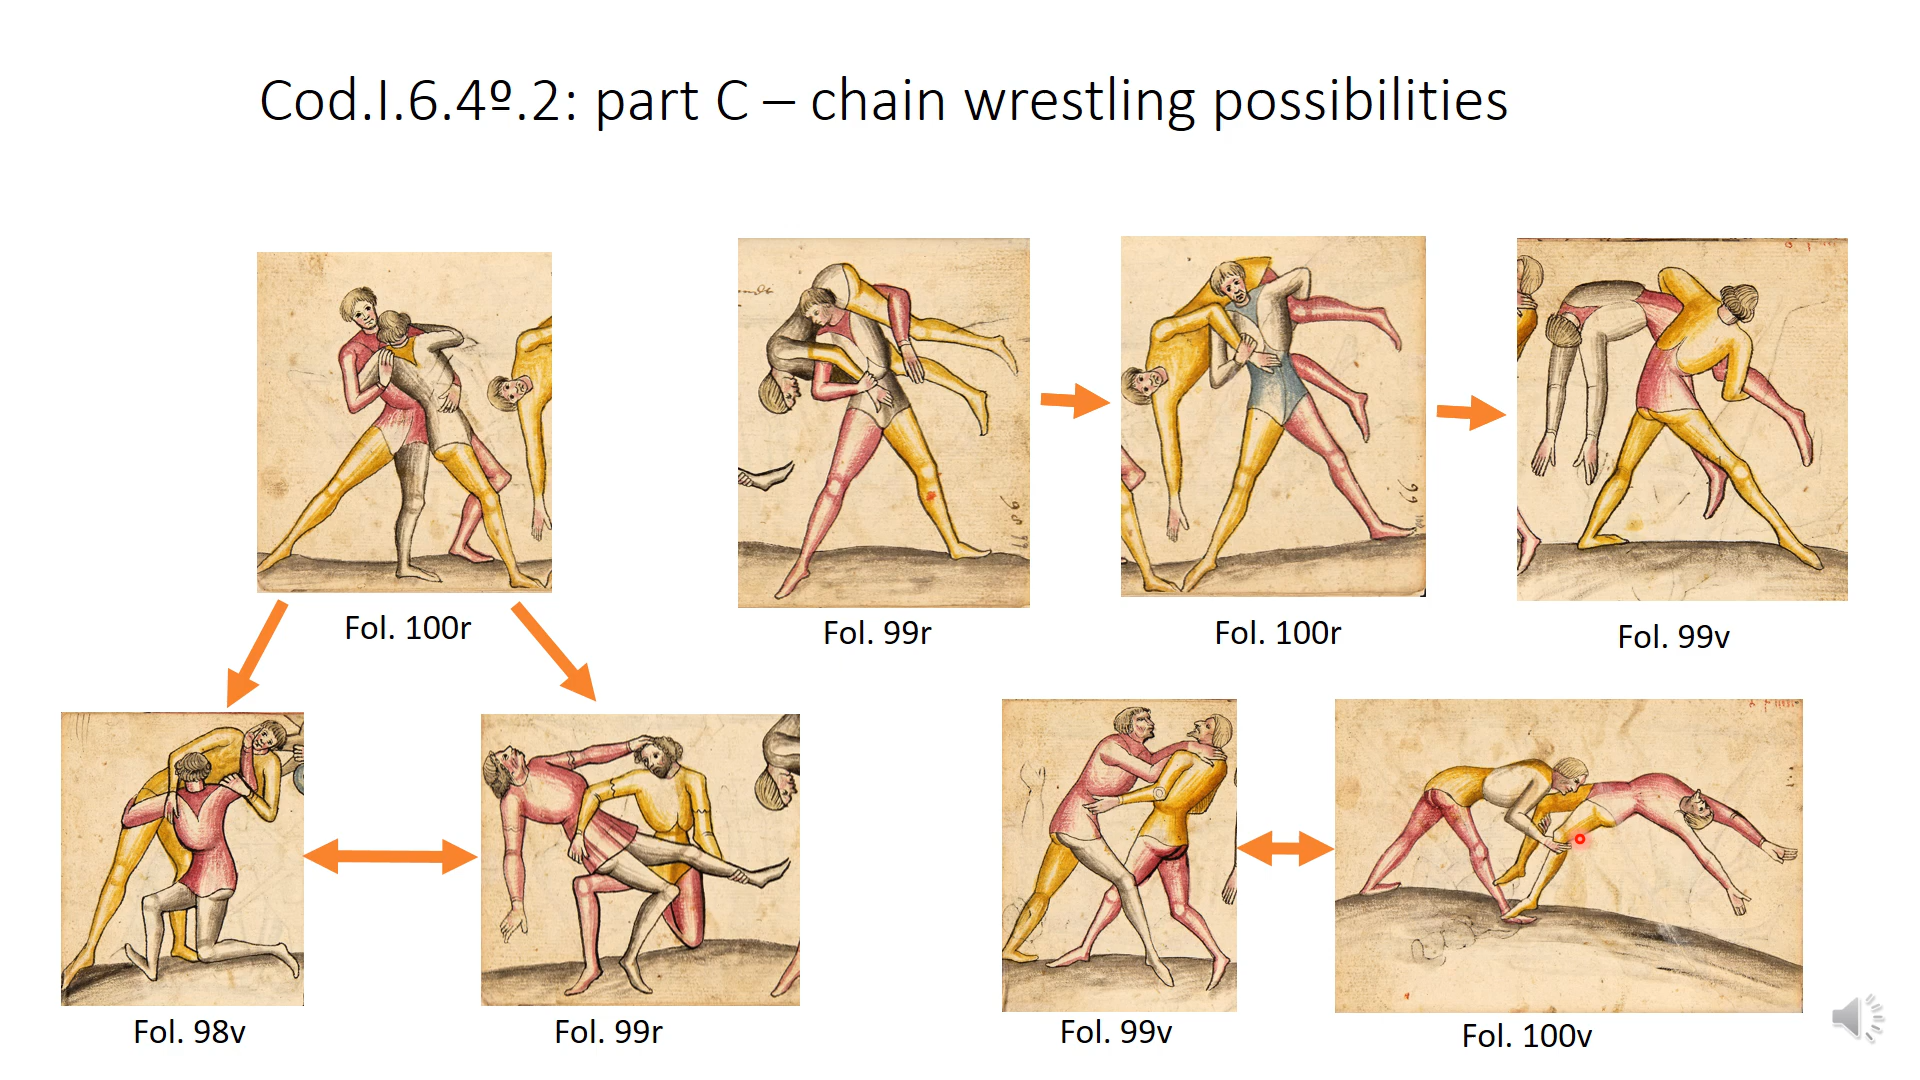 Cod.I.6.4º.2: part C – chain wrestling possibilities
Fol. 100r
Fol. 99r
Fol. 100r
Fol. 99v
Fol. 98v
Fol. 99r
Fol. 99v
Fol. 100v